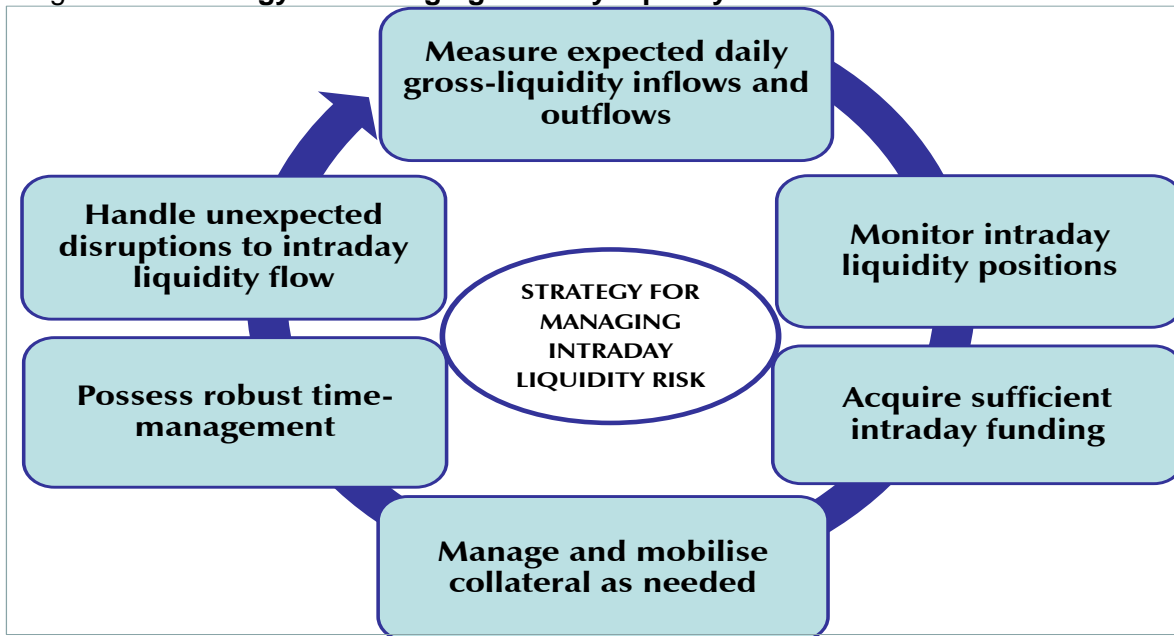 Measure expected daily
gross-liquidity inflows and
outflows
Monitor intraday
liquidity positions
Acquire sufficient
intraday funding
Manage and mobilise
collateral as needed
Possess robust time-
management
Handle unexpected
disruptions to intraday
liquidity flow
STRATEGY FOR
MANAGING
INTRADAY
LIQUIDITY RISK